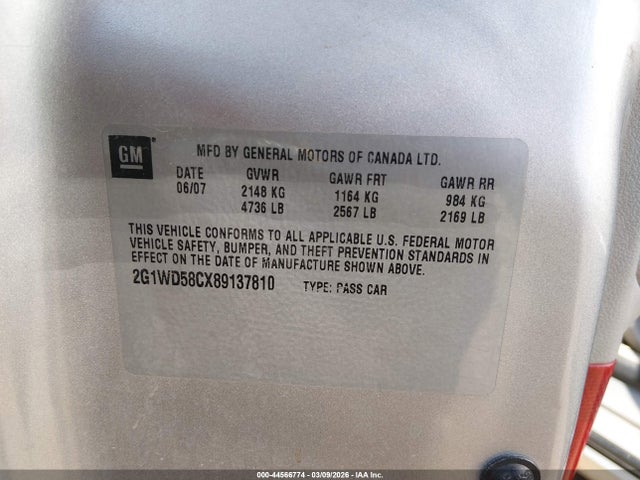 GM
MFD BY GENERAL MOTORS OF CANADA LTD.
DATE GVWR GAWR FRT GAWR RR
06/07 2148 KG 1164 KG 984 KG
4736 LB 2567 LB 2169 LB
THIS VEHICLE CONFORMS TO ALL APPLICABLE U.S. FEDERAL MOTOR
VEHICLE SAFETY, BUMPER, AND THEFT PREVENTION STANDARDS IN
EFFECT ON THE DATE OF MANUFACTURE SHOWN ABOVE.
2G1WD58CX89137810 TYPE: PASS CAR
000-44566774 | 03/09/2026 | IAA Inc.